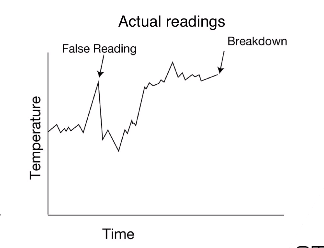 Actual readings
False Reading
Breakdown
Temperature
Time